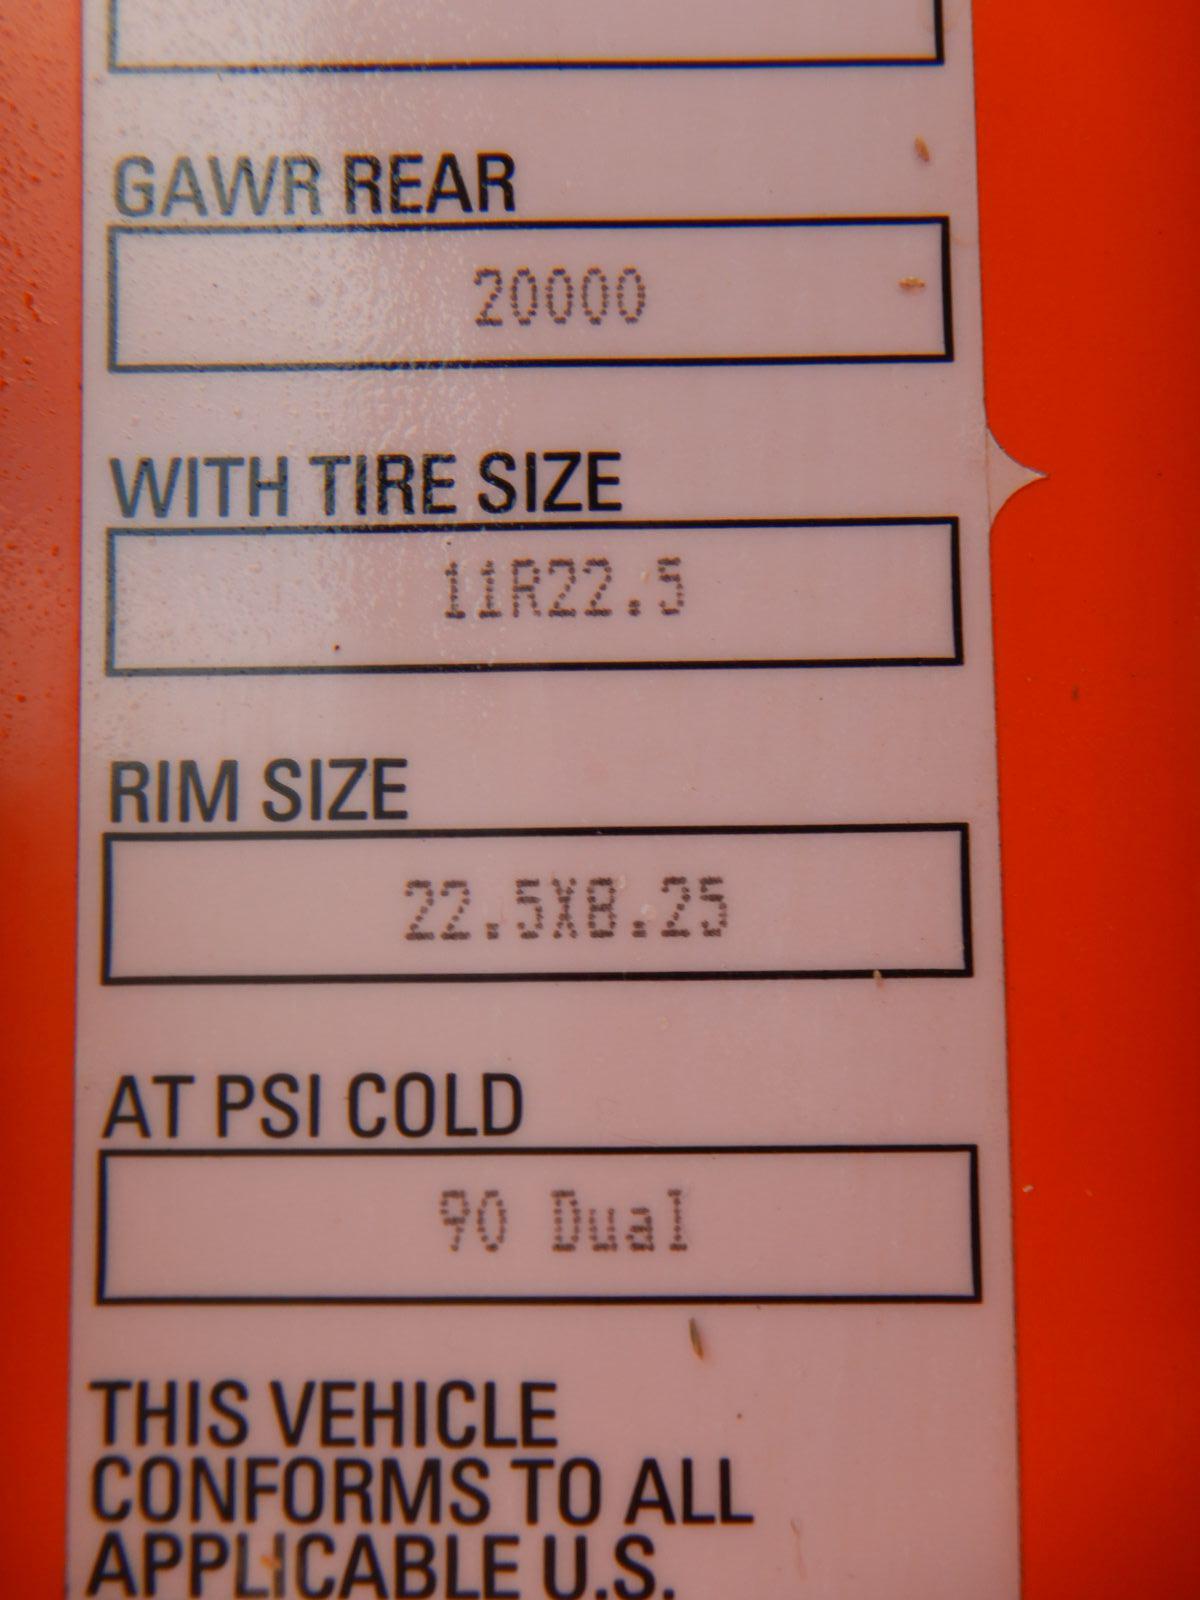 GAWR REAR
20000
WITH TIRE SIZE
11R22.5
RIM SIZE
22.5X8.25
AT PSI COLD
90 Dual
THIS VEHICLE
CONFORMS TO ALL
APPLICABLE U.S.